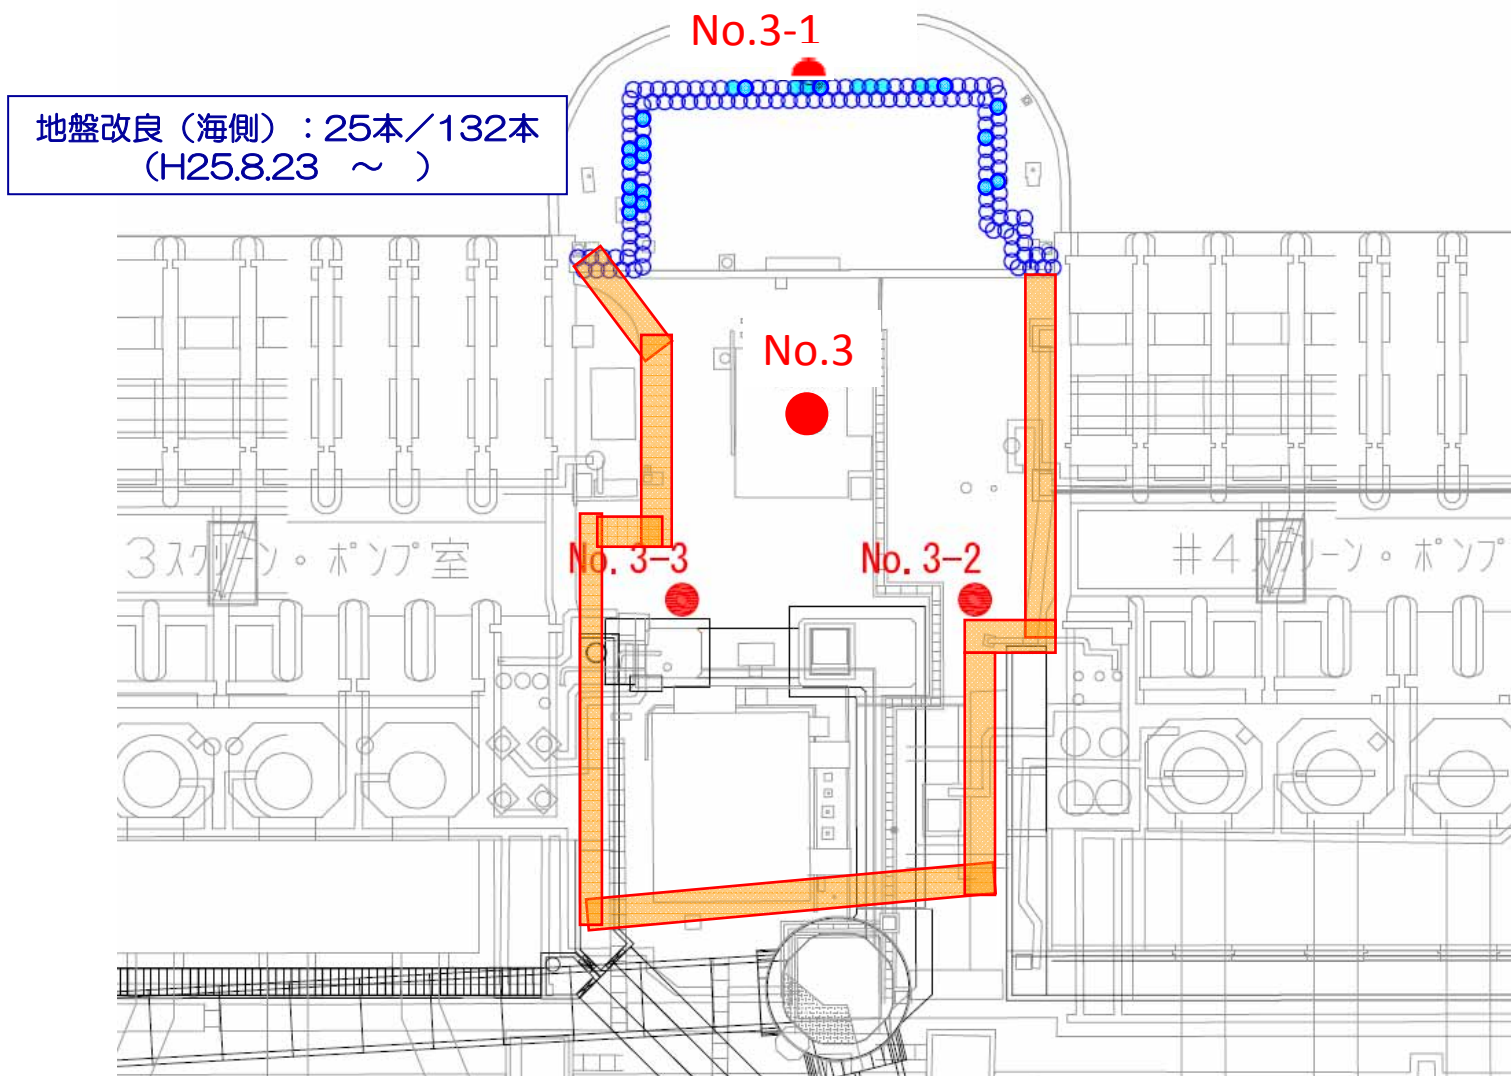 No.3-1
地盤改良（海側）：25本／132本
（H25.8.23　～　）
No.3
3スクリーン・ポンプ室
#4スクリーン・ポンプ
No. 3-3
No. 3-2